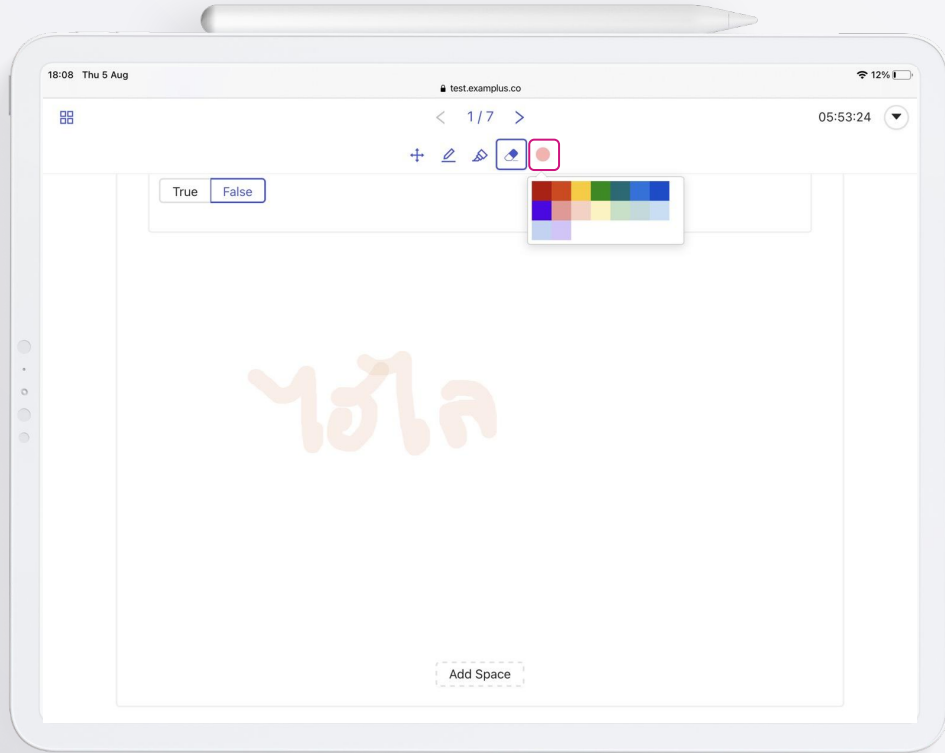 18:08 Thu 5 Aug
12%
test.examplus.co
< 1/7 >
05:53:24
True False
ไฮไล
Add Space